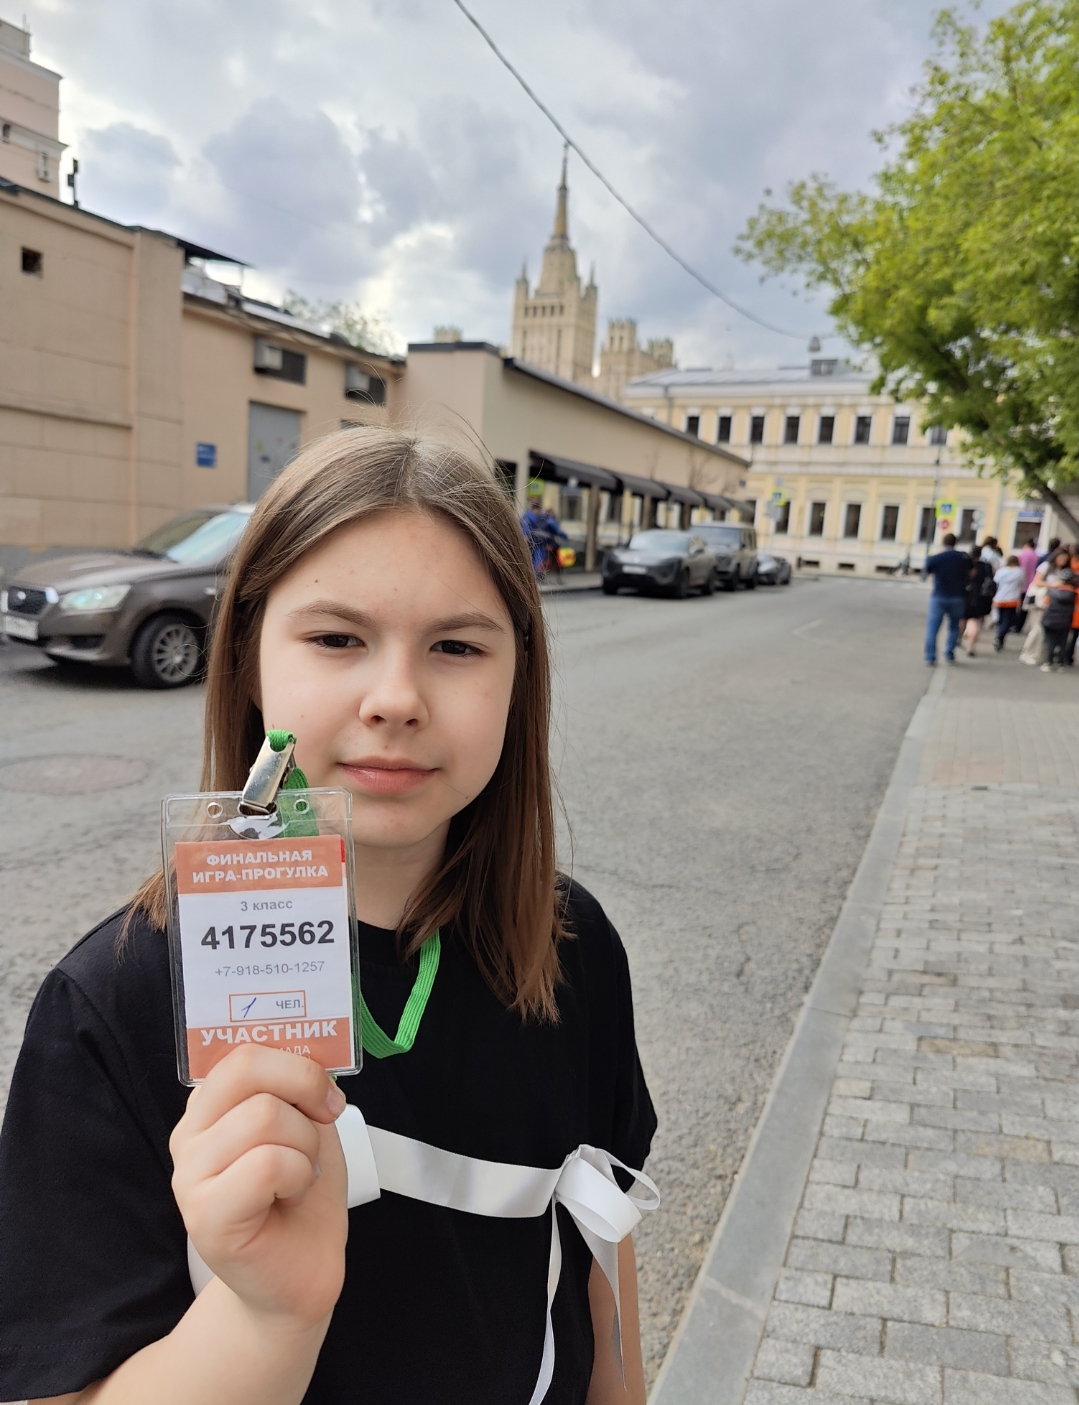 ФИНАЛЬНАЯ
ИГРА-ПРОГУЛКА
3 класс
4175562
+7-918-510-1257
1 ЧЕЛ.
УЧАСТНИК